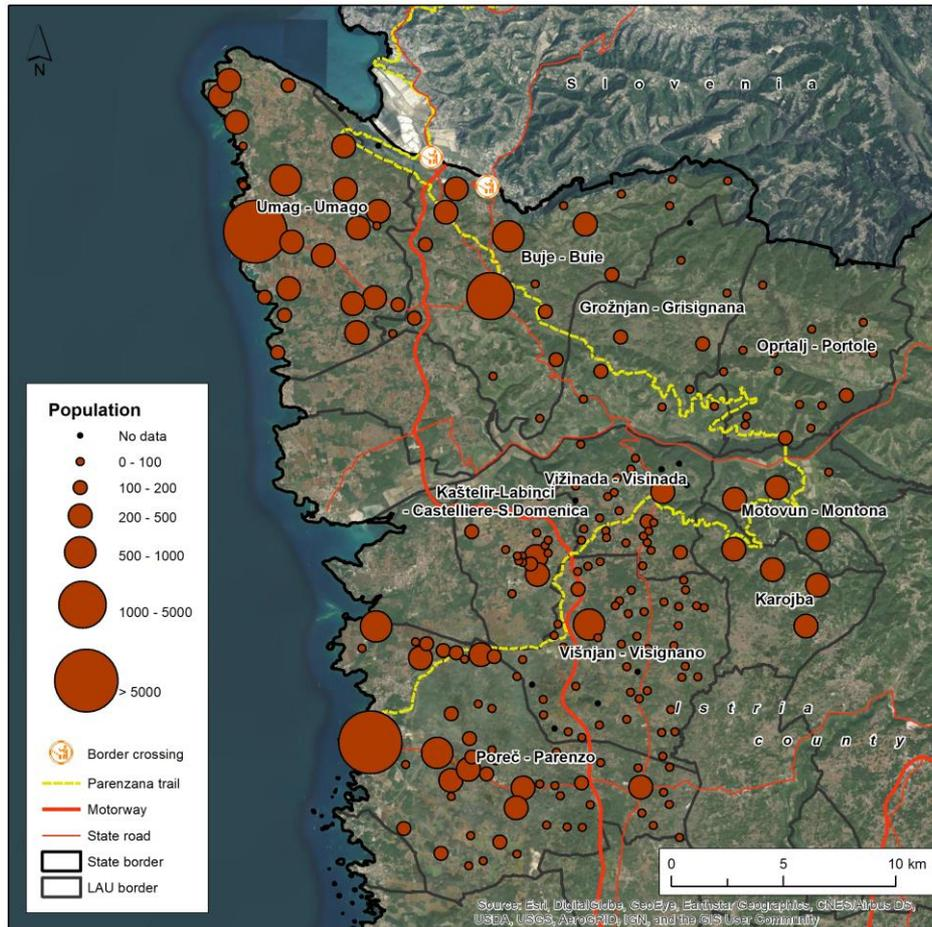 N
S l o v e n i a
Umag - Umago
Buje - Buie
Grožnjan - Grisignana
Oprtalj - Portole
Vižinada - Visinada
Kaštelir-Labinci
- Castelliere-S.Domenica
Motovun - Montona
Karojba
Višnjan - Visignano
I s t r i a
c o u n t y
Poreč - Parenzo
Population
No data
0 - 100
100 - 200
200 - 500
500 - 1000
1000 - 5000
> 5000
Border crossing
Parenzana trail
Motorway
State road
State border
LAU border
0 5 10 km
Source: Esri, DigitalGlobe, GeoEye, Earthstar Geographics, CNES/Airbus DS,
USDA, USGS, AeroGRID, IGN, and the GIS User Community